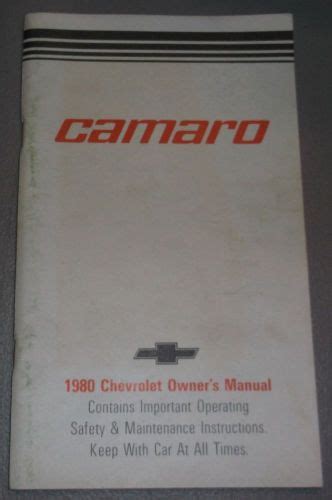 camaro
1980 Chevrolet Owner's Manual
Contains Important Operating
Safety & Maintenance Instructions.
Keep With Car At All Times.